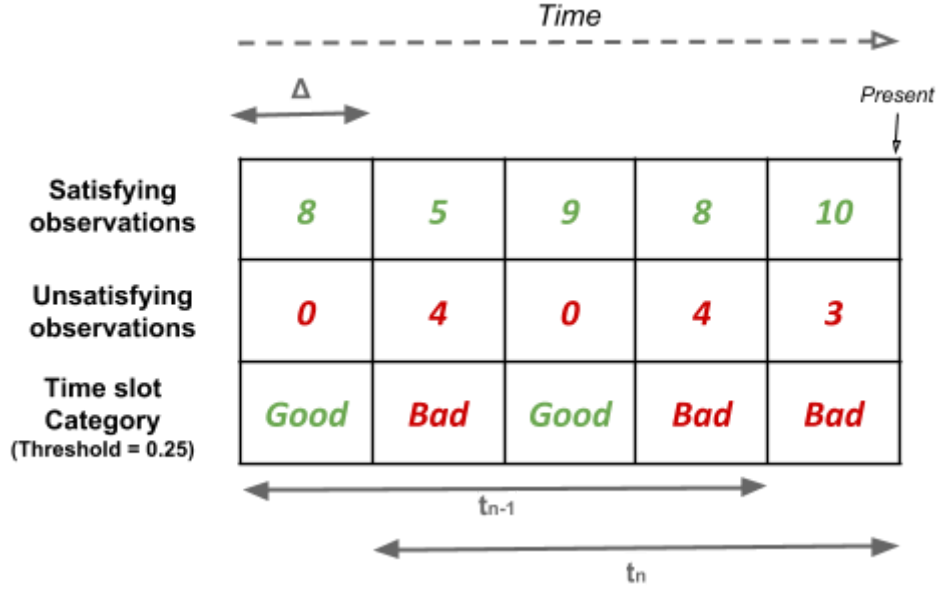 Time
Δ
Present
Satisfying
observations
8 5 9 8 10
Unsatisfying
observations
0 4 0 4 3
Time slot
Category
(Threshold = 0.25)
Good Bad Good Bad Bad
tn-1
tn